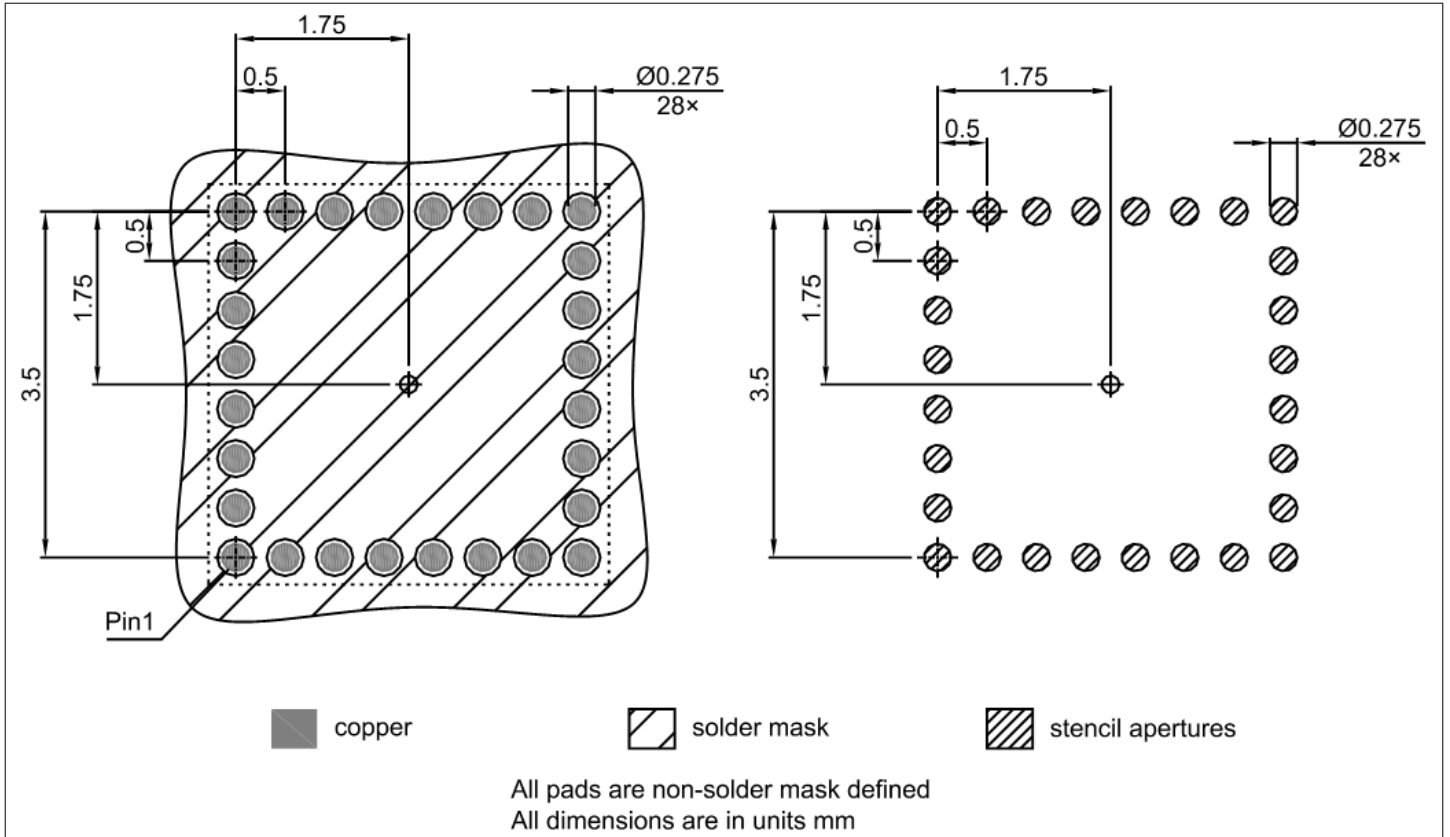 1.75
1.75
0.5
Ø0.275
28×
0.5
Ø0.275
28×
0.5
1.75
3.5
0.5
1.75
3.5
Pin1
copper
solder mask
stencil apertures
All pads are non-solder mask defined
All dimensions are in units mm